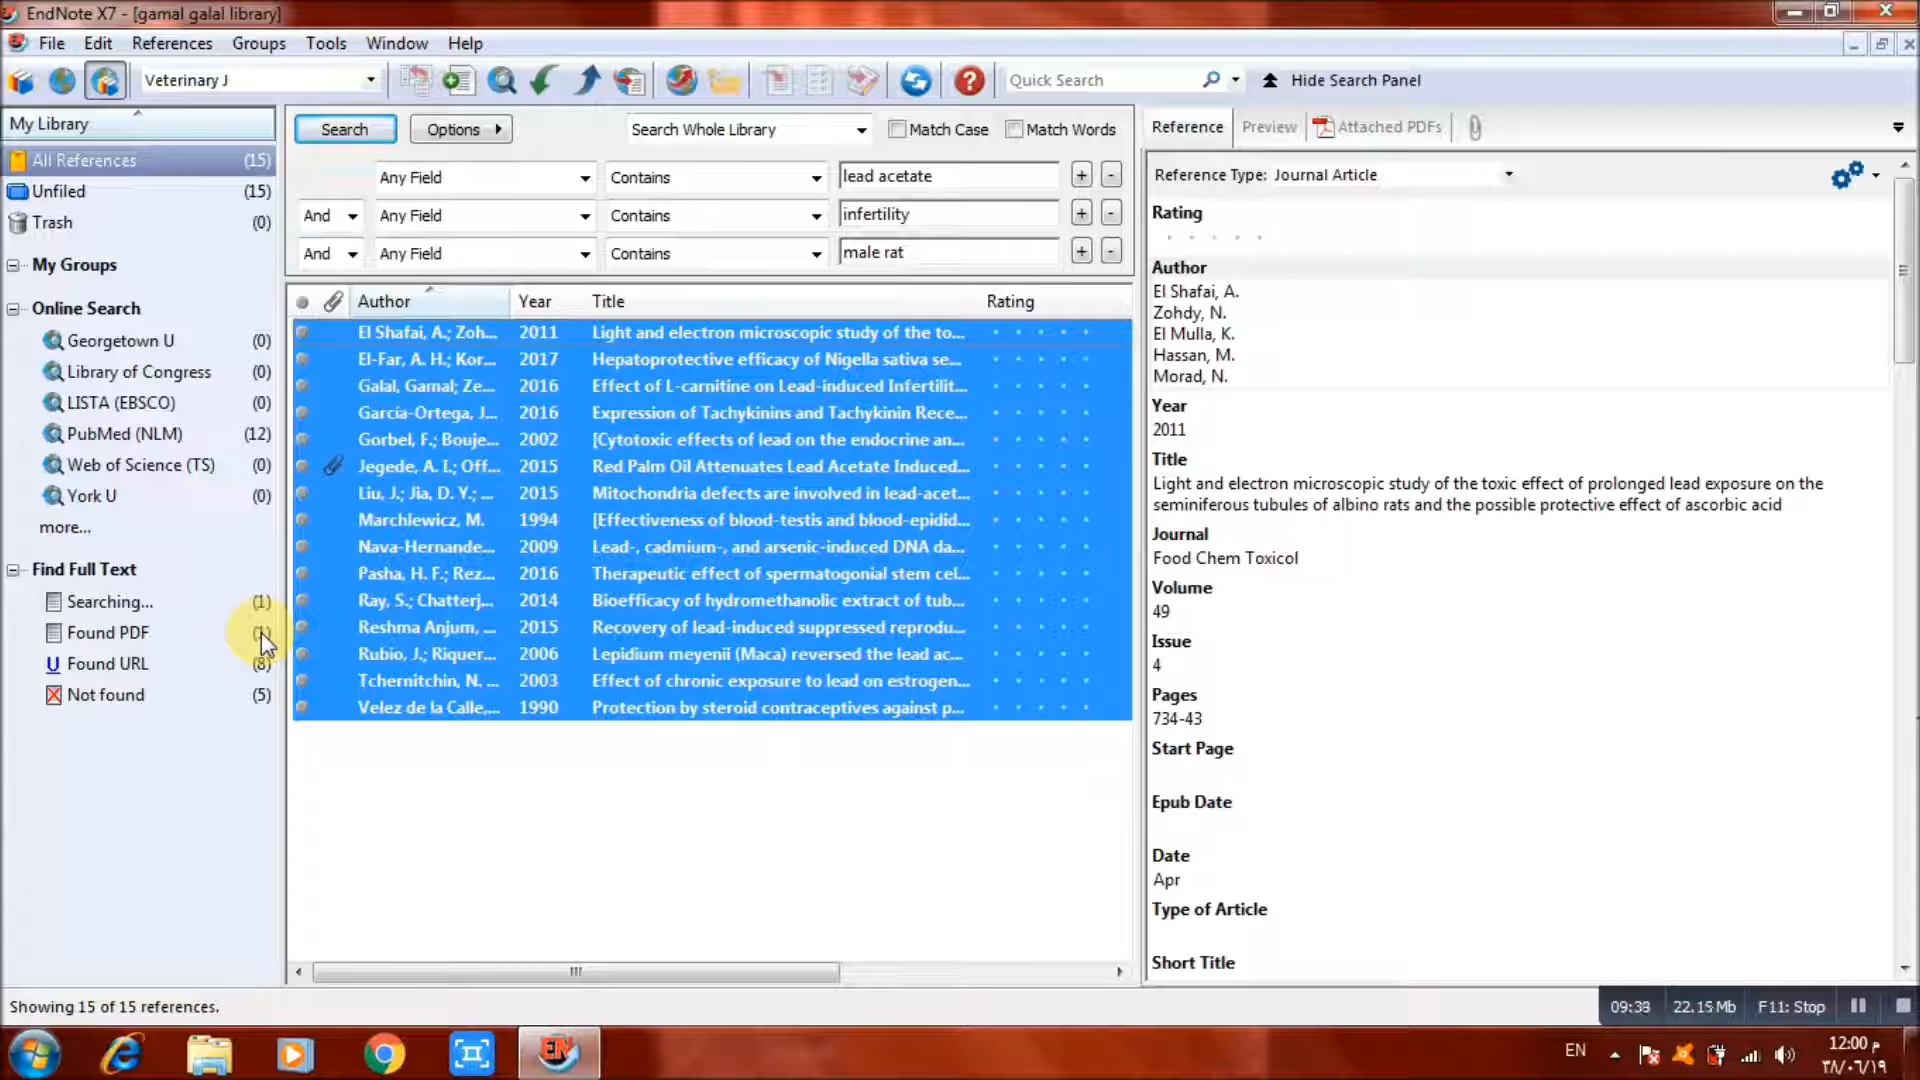 EndNote X7 - [gamal galal library]
File Edit References Groups Tools Window Help
Veterinary J
Quick Search
Hide Search Panel
My Library
All References (15)
Unfiled (15)
Trash (0)
My Groups
Online Search
Georgetown U (0)
Library of Congress (0)
LISTA (EBSCO) (0)
PubMed (NLM) (12)
Web of Science (TS) (0)
York U (0)
more...
Find Full Text
Searching... (1)
Found PDF (1)
Found URL (8)
Not found (5)
Search Options Search Whole Library Match Case Match Words
Any Field Contains lead acetate + -
And Any Field Contains infertility + -
And Any Field Contains male rat + -
Author Year Title Rating
El Shafai, A.; Zoh... 2011 Light and electron microscopic study of the to...
El-Far, A. H.; Kor... 2017 Hepatoprotective efficacy of Nigella sativa se...
Galal, Gamal; Ze... 2016 Effect of L-carnitine on Lead-induced Infertilit...
García-Ortega, J... 2016 Expression of Tachykinins and Tachykinin Rece...
Gorbel, F.; Bouje... 2002 [Cytotoxic effects of lead on the endocrine an...
Jegede, A. I.; Off... 2015 Red Palm Oil Attenuates Lead Acetate Induced...
Liu, J.; Jia, D. Y.; ... 2015 Mitochondria defects are involved in lead-acet...
Marchlewicz, M. 1994 [Effectiveness of blood-testis and blood-epidid...
Nava-Hernande... 2009 Lead-, cadmium-, and arsenic-induced DNA da...
Pasha, H. F.; Rez... 2016 Therapeutic effect of spermatogonial stem cel...
Ray, S.; Chatterj... 2014 Bioefficacy of hydromethanolic extract of tub...
Reshma Anjum, ... 2015 Recovery of lead-induced suppressed reprodu...
Rubio, J.; Riquer... 2006 Lepidium meyenii (Maca) reversed the lead ac...
Tchernitchin, N. ... 2003 Effect of chronic exposure to lead on estrogen...
Velez de la Calle,... 1990 Protection by steroid contraceptives against p...
Reference Preview Attached PDFs
Reference Type: Journal Article
Rating
Author
El Shafai, A.
Zohdy, N.
El Mulla, K.
Hassan, M.
Morad, N.
Year
2011
Title
Light and electron microscopic study of the toxic effect of prolonged lead exposure on the
seminiferous tubules of albino rats and the possible protective effect of ascorbic acid
Journal
Food Chem Toxicol
Volume
49
Issue
4
Pages
734-43
Start Page
Epub Date
Date
Apr
Type of Article
Short Title
Showing 15 of 15 references.
09:38 22.15 Mb F11: Stop
EN
12:00 م
٣٨/٠٦/١٩